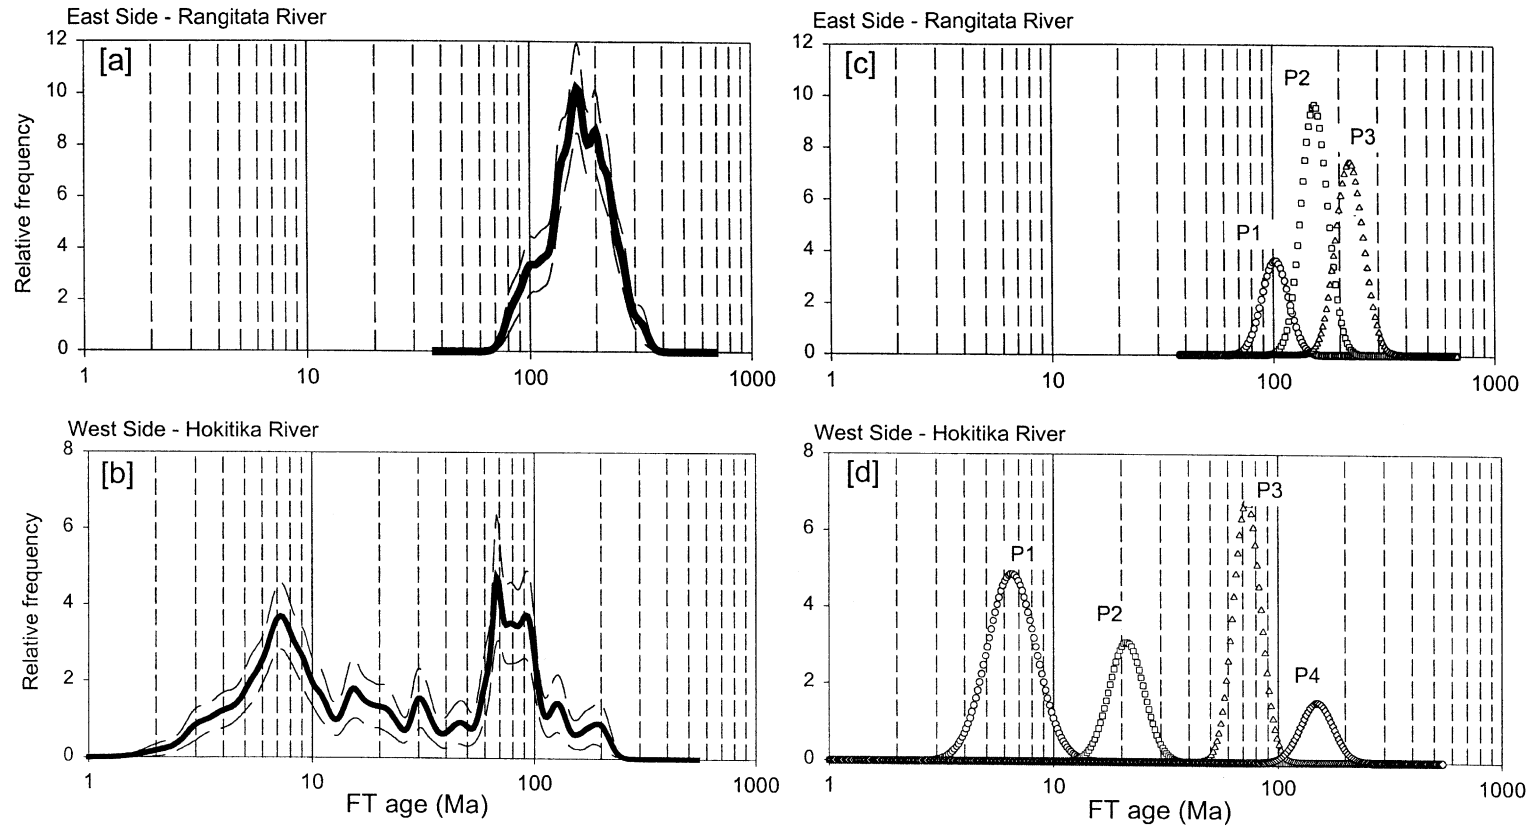 East Side - Rangitata River
[a]
12
10
8
6
4
2
0
Relative frequency
1 10 100 1000
East Side - Rangitata River
[c]
12
10
8
6
4
2
0
P1
P2
P3
1 10 100 1000
West Side - Hokitika River
[b]
8
6
4
2
0
Relative frequency
1 10 100 1000
FT age (Ma)
West Side - Hokitika River
[d]
8
6
4
2
0
P1
P2
P3
P4
1 10 100 1000
FT age (Ma)